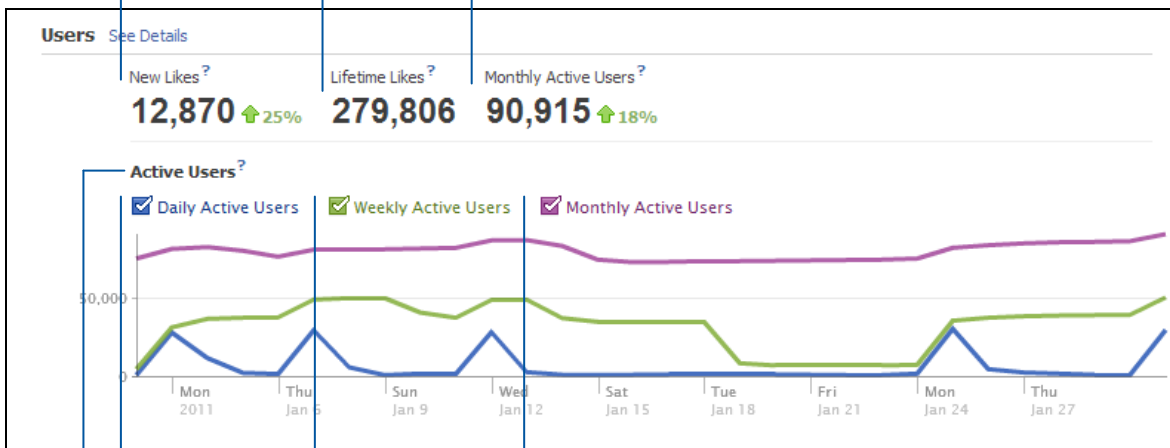 Users See Details
New Likes? Lifetime Likes? Monthly Active Users?
12,870 25% 279,806 90,915 18%
Active Users?
Daily Active Users Weekly Active Users Monthly Active Users
50,000
0
Mon Thu Sun Wed Sat Tue Fri Mon Thu
2011 Jan 6 Jan 9 Jan 12 Jan 15 Jan 18 Jan 21 Jan 24 Jan 27